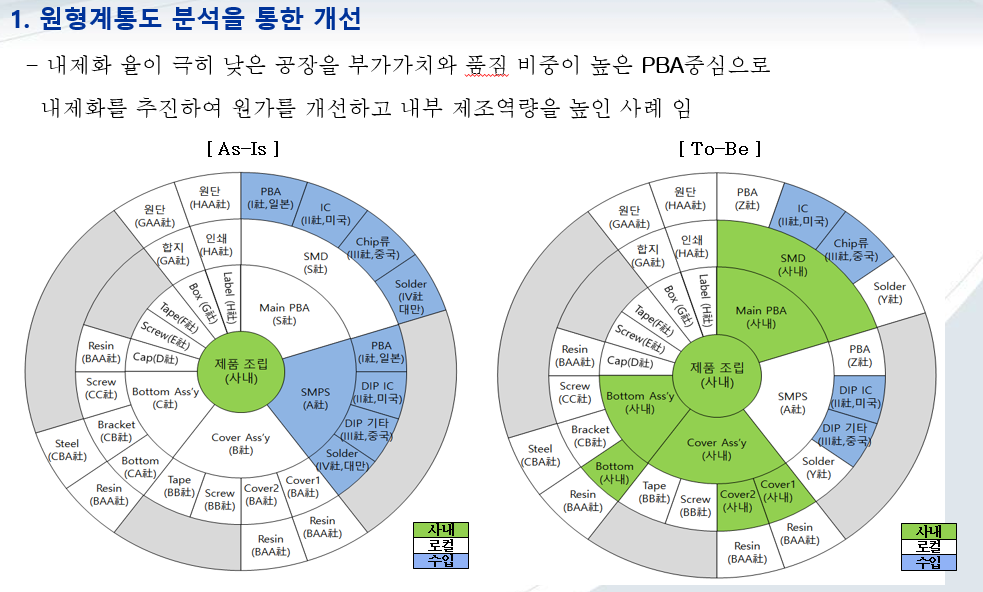 1. 원형계통도 분석을 통한 개선
- 내제화 율이 극히 낮은 공장을 부가가치와 품짐 비중이 높은 PBA중심으로
내제화를 추진하여 원가를 개선하고 내부 제조역량을 높인 사례 임
[ As-Is ]
원단
(GAA社)
원단
(HAA社)
PBA
(I社,일본)
IC
(II社,미국)
Chip류
(III社,중국)
Solder
(IV社
대만)
합지
(GA社)
인쇄
(HA社)
SMD
(S社)
Tape(F社)
Box (G社)
Label (H社)
Main PBA
(S社)
Screw(E社)
Cap(D社)
제품 조립
(사내)
Resin
(BAA社)
PBA
(I社,일본)
Screw
(CC社)
Bottom Ass'y
(C社)
SMPS
(A社)
DIP IC
(II社,미국)
Bracket
(CB社)
Cover Ass'y
(B社)
DIP 기타
(III社,중국)
Steel
(CBA社)
Bottom
(CA社)
Solder
(IV社,대만)
Resin
(BAA社)
Tape
(BB社)
Screw
(BB社)
Cover2
(BA社)
Cover1
(BA社)
Resin
(BAA社)
Resin
(BAA社)
사내
로컬
수입
[ To-Be ]
원단
(GAA社)
원단
(HAA社)
PBA
(Z社)
IC
(II社,미국)
Chip류
(III社,중국)
Solder
(Y社)
합지
(GA社)
인쇄
(HA社)
SMD
(사내)
Tape(F社)
Box (G社)
Label (H社)
Main PBA
(사내)
Screw(E社)
Cap(D社)
제품 조립
(사내)
Resin
(BAA社)
PBA
(Z社)
Screw
(CC社)
Bottom Ass'y
(사내)
SMPS
(A社)
DIP IC
(II社,미국)
Bracket
(CB社)
Cover Ass'y
(사내)
DIP 기타
(III社,중국)
Steel
(CBA社)
Bottom
(사내)
Solder
(Y社)
Resin
(BAA社)
Tape
(BB社)
Screw
(BB社)
Cover2
(사내)
Cover1
(사내)
Resin
(BAA社)
Resin
(BAA社)
사내
로컬
수입